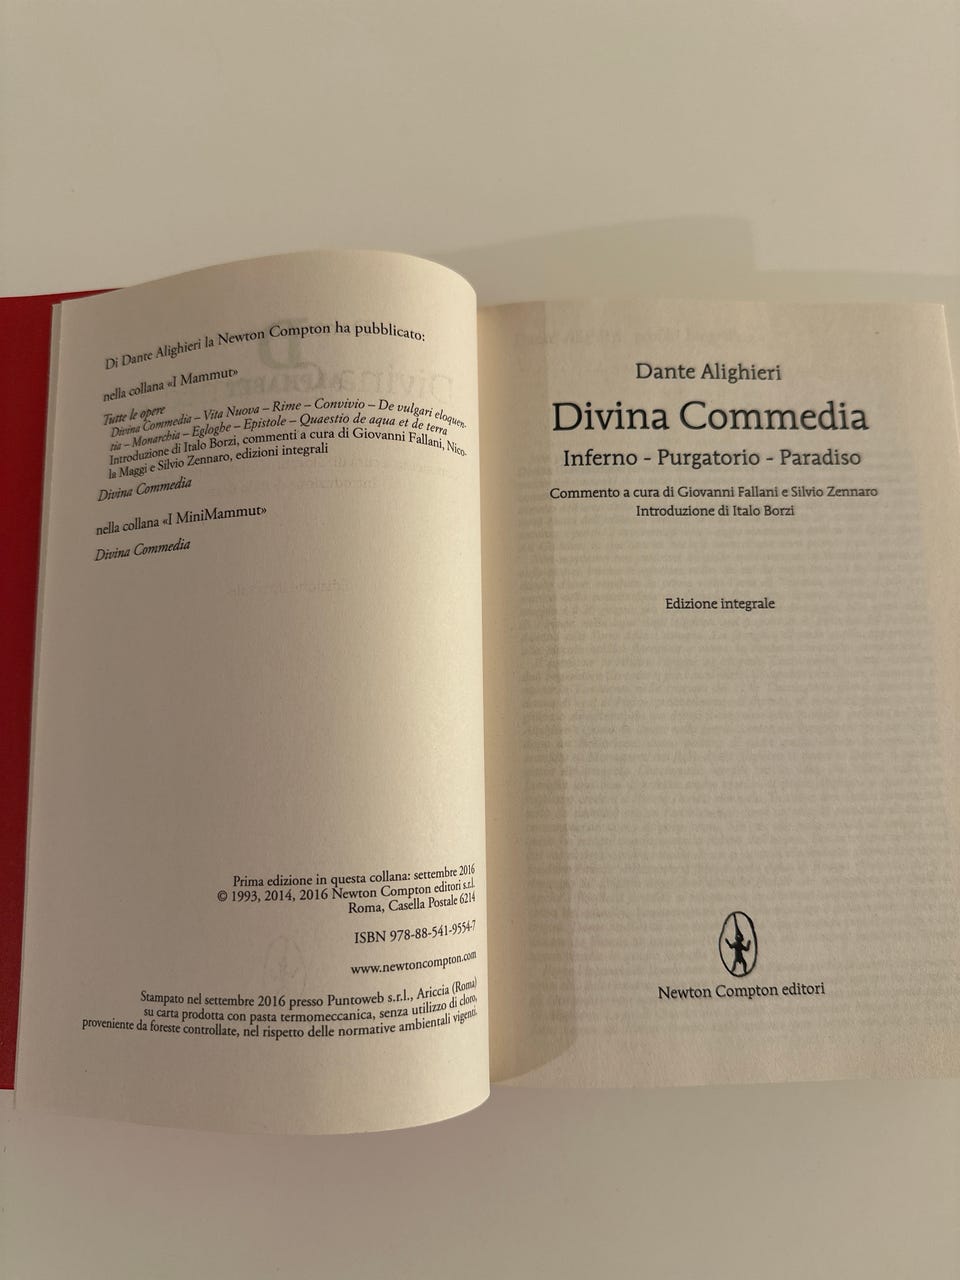 Di Dante Alighieri la Newton Compton ha pubblicato:
nella collana «I Mammut»
Tutte le opere
Divina Commedia – Vita Nuova – Rime – Convivio – De vulgari eloquen-
tia – Monarchia – Egloghe – Epistole – Quaestio de aqua et de terra
Introduzione di Italo Borzi, commenti a cura di Giovanni Fallani, Nico-
la Maggi e Silvio Zennaro, edizioni integrali
Divina Commedia
nella collana «I MiniMammut»
Divina Commedia
Prima edizione in questa collana: settembre 2016
© 1993, 2014, 2016 Newton Compton editori s.r.l.
Roma, Casella Postale 6214
ISBN 978-88-541-9554-7
www.newtoncompton.com
Stampato nel settembre 2016 presso Puntoweb s.r.l., Ariccia (Roma)
su carta prodotta con pasta termomeccanica, senza utilizzo di cloro,
proveniente da foreste controllate, nel rispetto delle normative ambientali vigenti.
Dante Alighieri
Divina Commedia
Inferno - Purgatorio - Paradiso
Commento a cura di Giovanni Fallani e Silvio Zennaro
Introduzione di Italo Borzi
Edizione integrale
Newton Compton editori